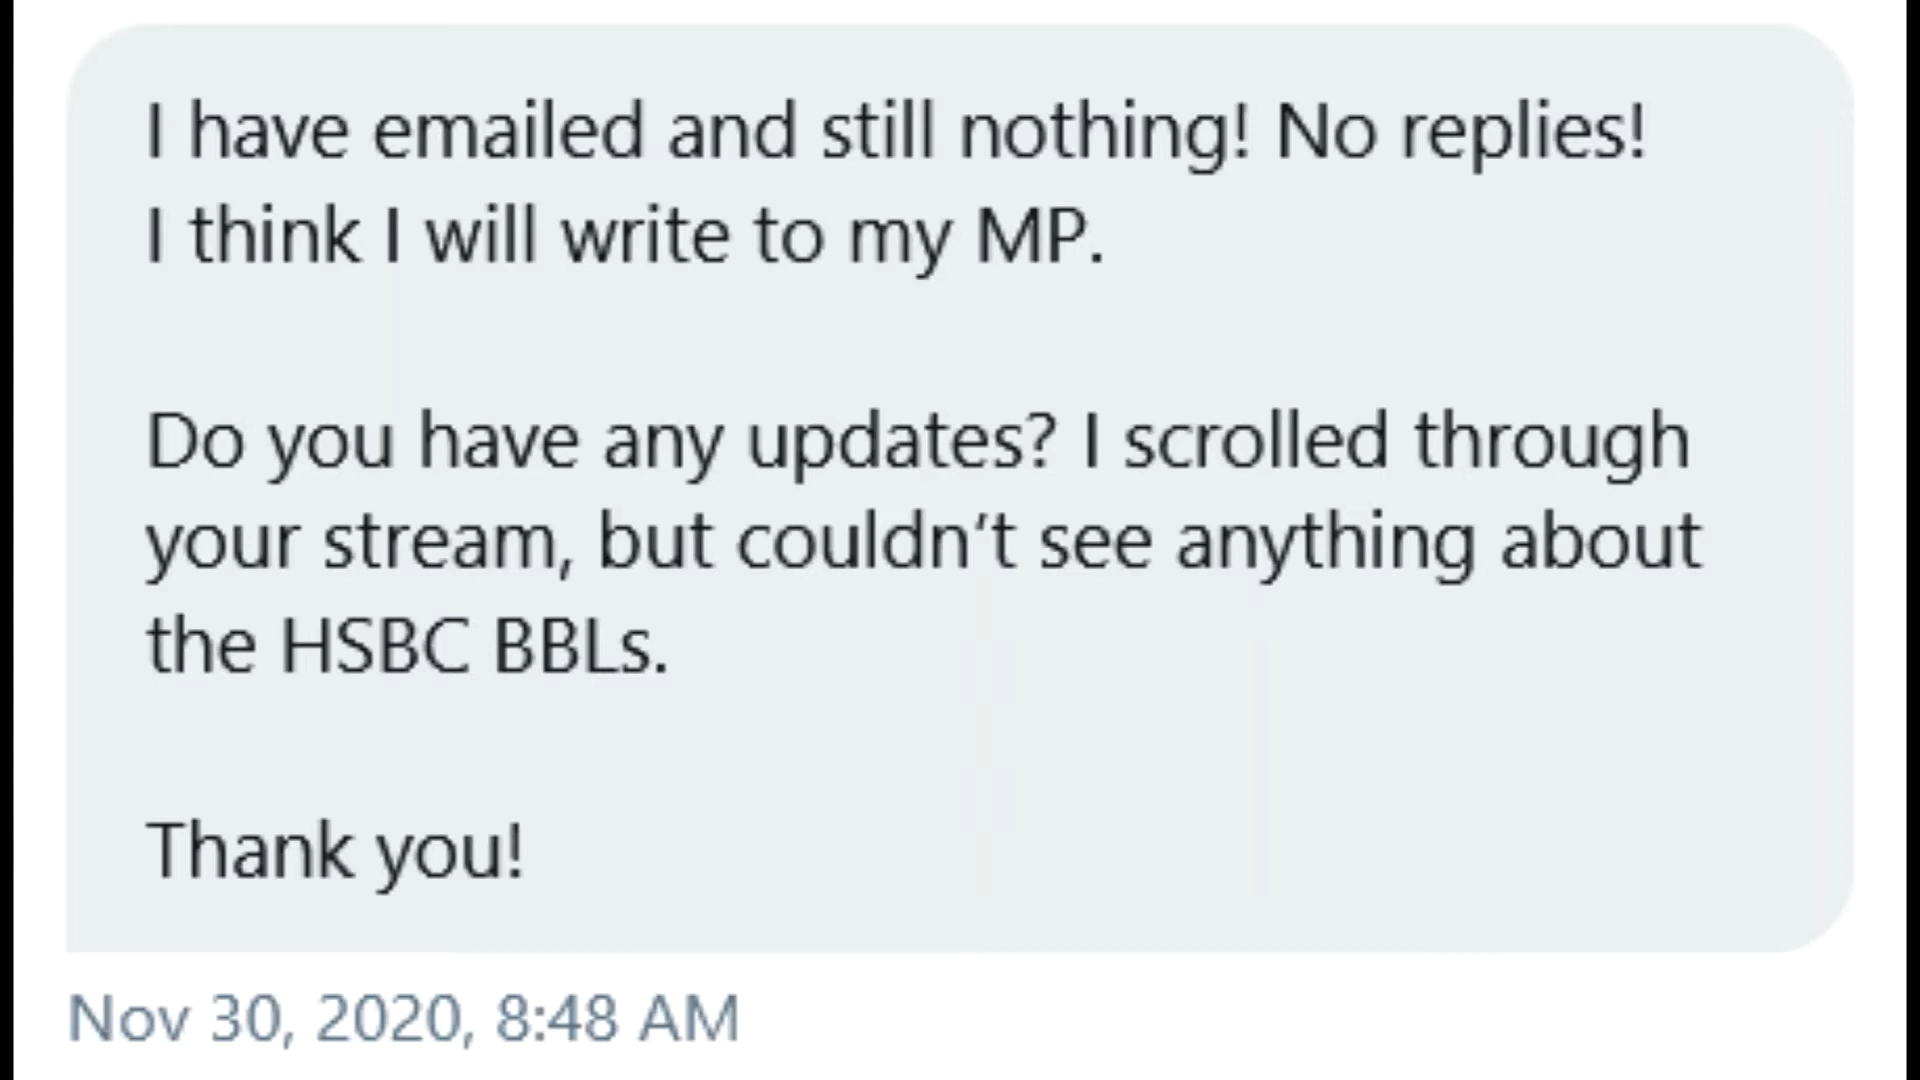 I have emailed and still nothing! No replies!
I think I will write to my MP.
Do you have any updates? I scrolled through
your stream, but couldn’t see anything about
the HSBC BBLs.
Thank you!
Nov 30, 2020, 8:48 AM